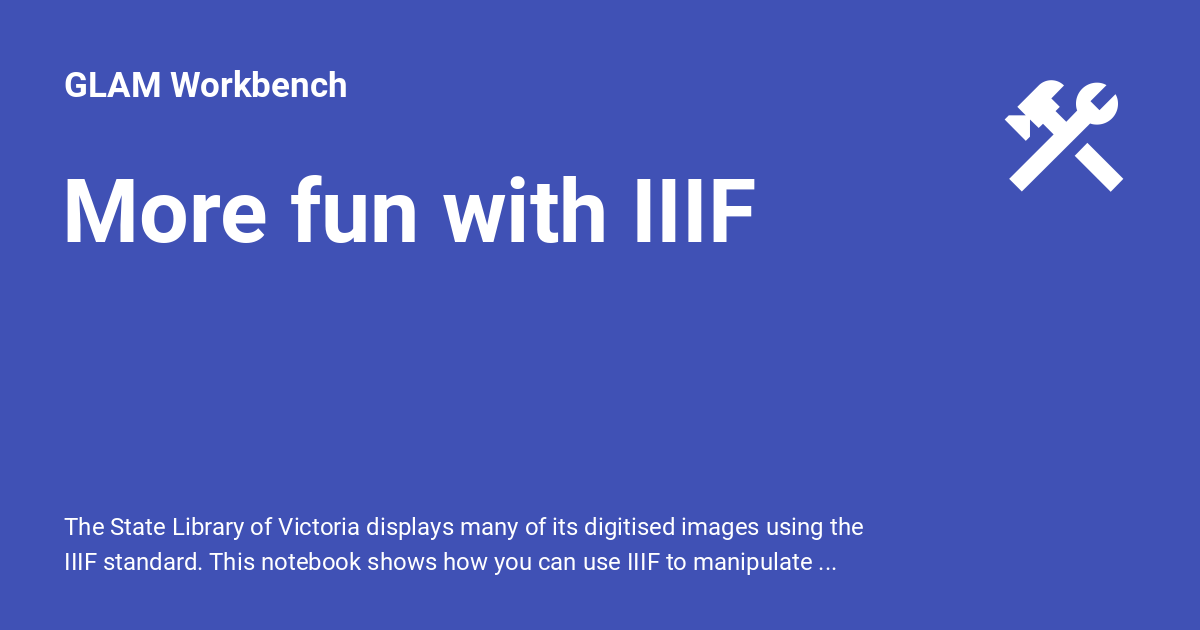 GLAM Workbench
More fun with IIIF
The State Library of Victoria displays many of its digitised images using the
IIIF standard. This notebook shows how you can use IIIF to manipulate ...